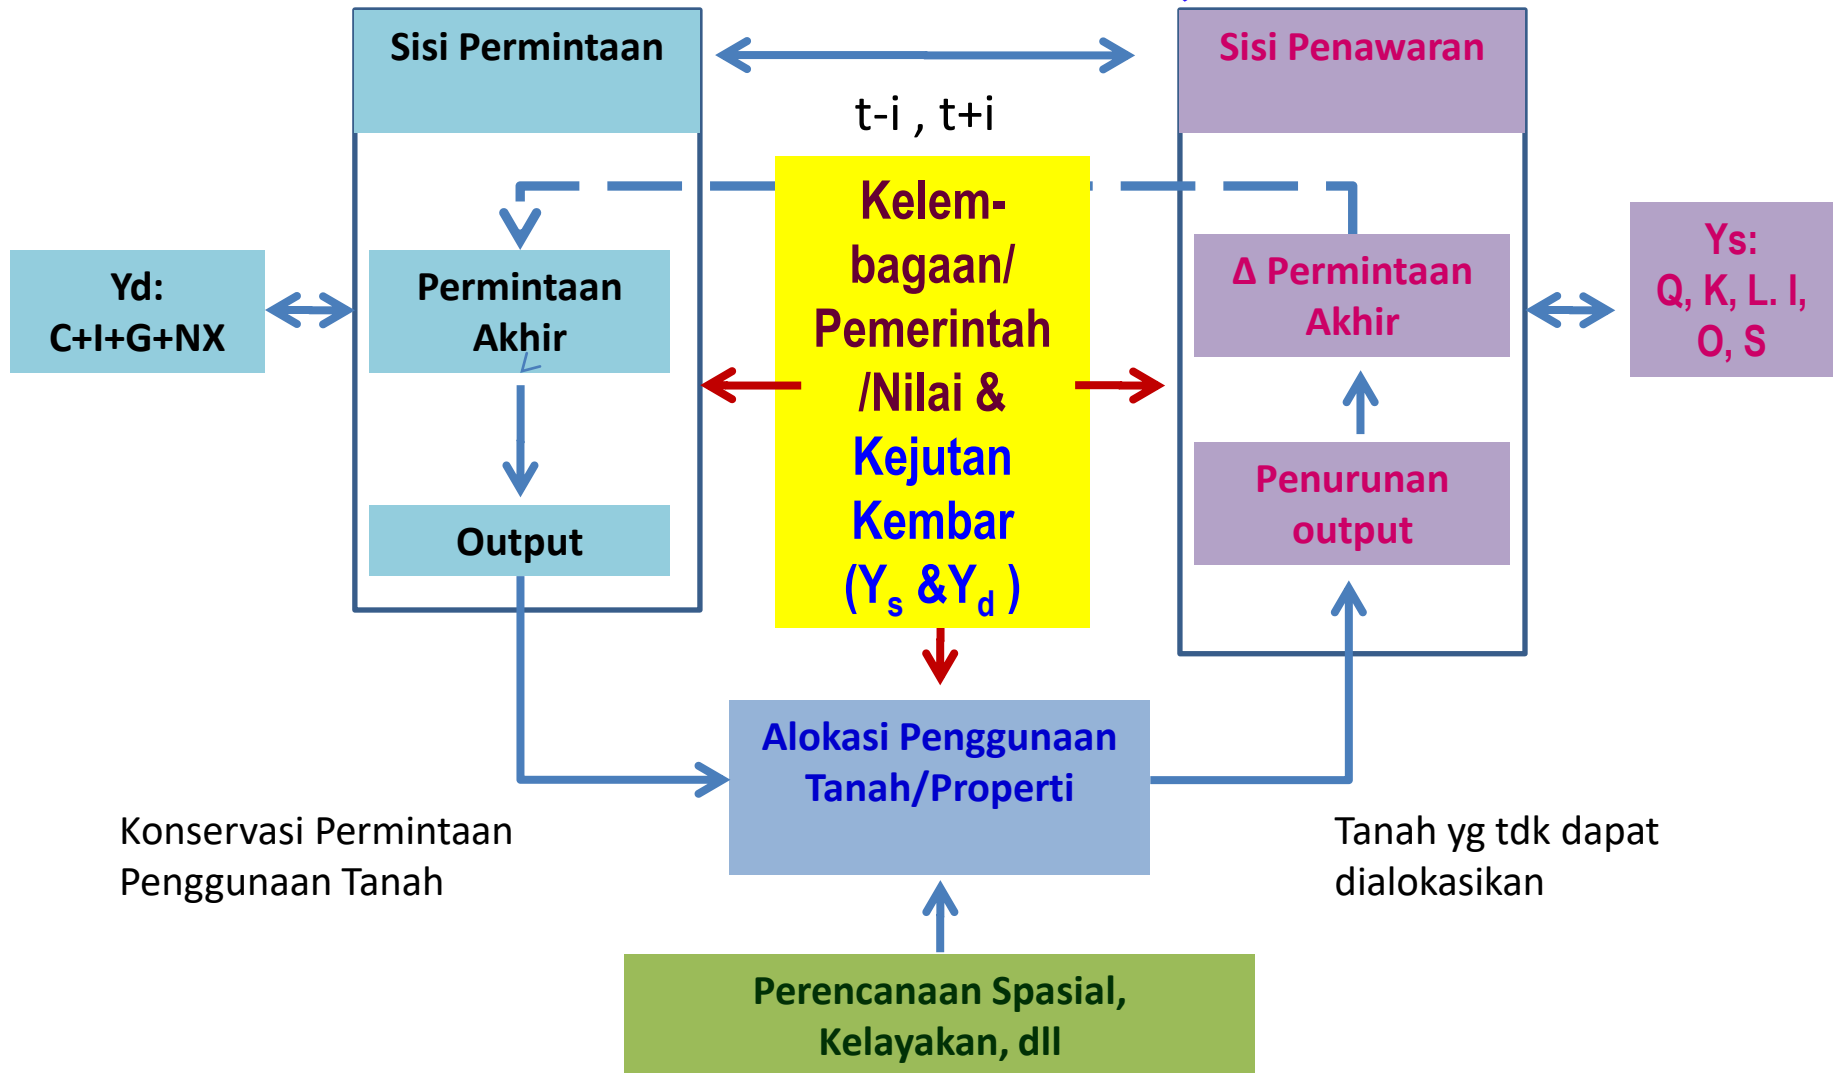 Sisi Permintaan
Sisi Penawaran
t-i , t+i
Yd:
C+I+G+NX
Permintaan
Akhir
Output
Kelem-
bagaan/
Pemerintah
/Nilai &
Kejutan
Kembar
(Ys &Yd )
Δ Permintaan
Akhir
Penurunan
output
Ys:
Q, K, L. I,
O, S
Alokasi Penggunaan
Tanah/Properti
Konservasi Permintaan
Penggunaan Tanah
Tanah yg tdk dapat
dialokasikan
Perencanaan Spasial,
Kelayakan, dll